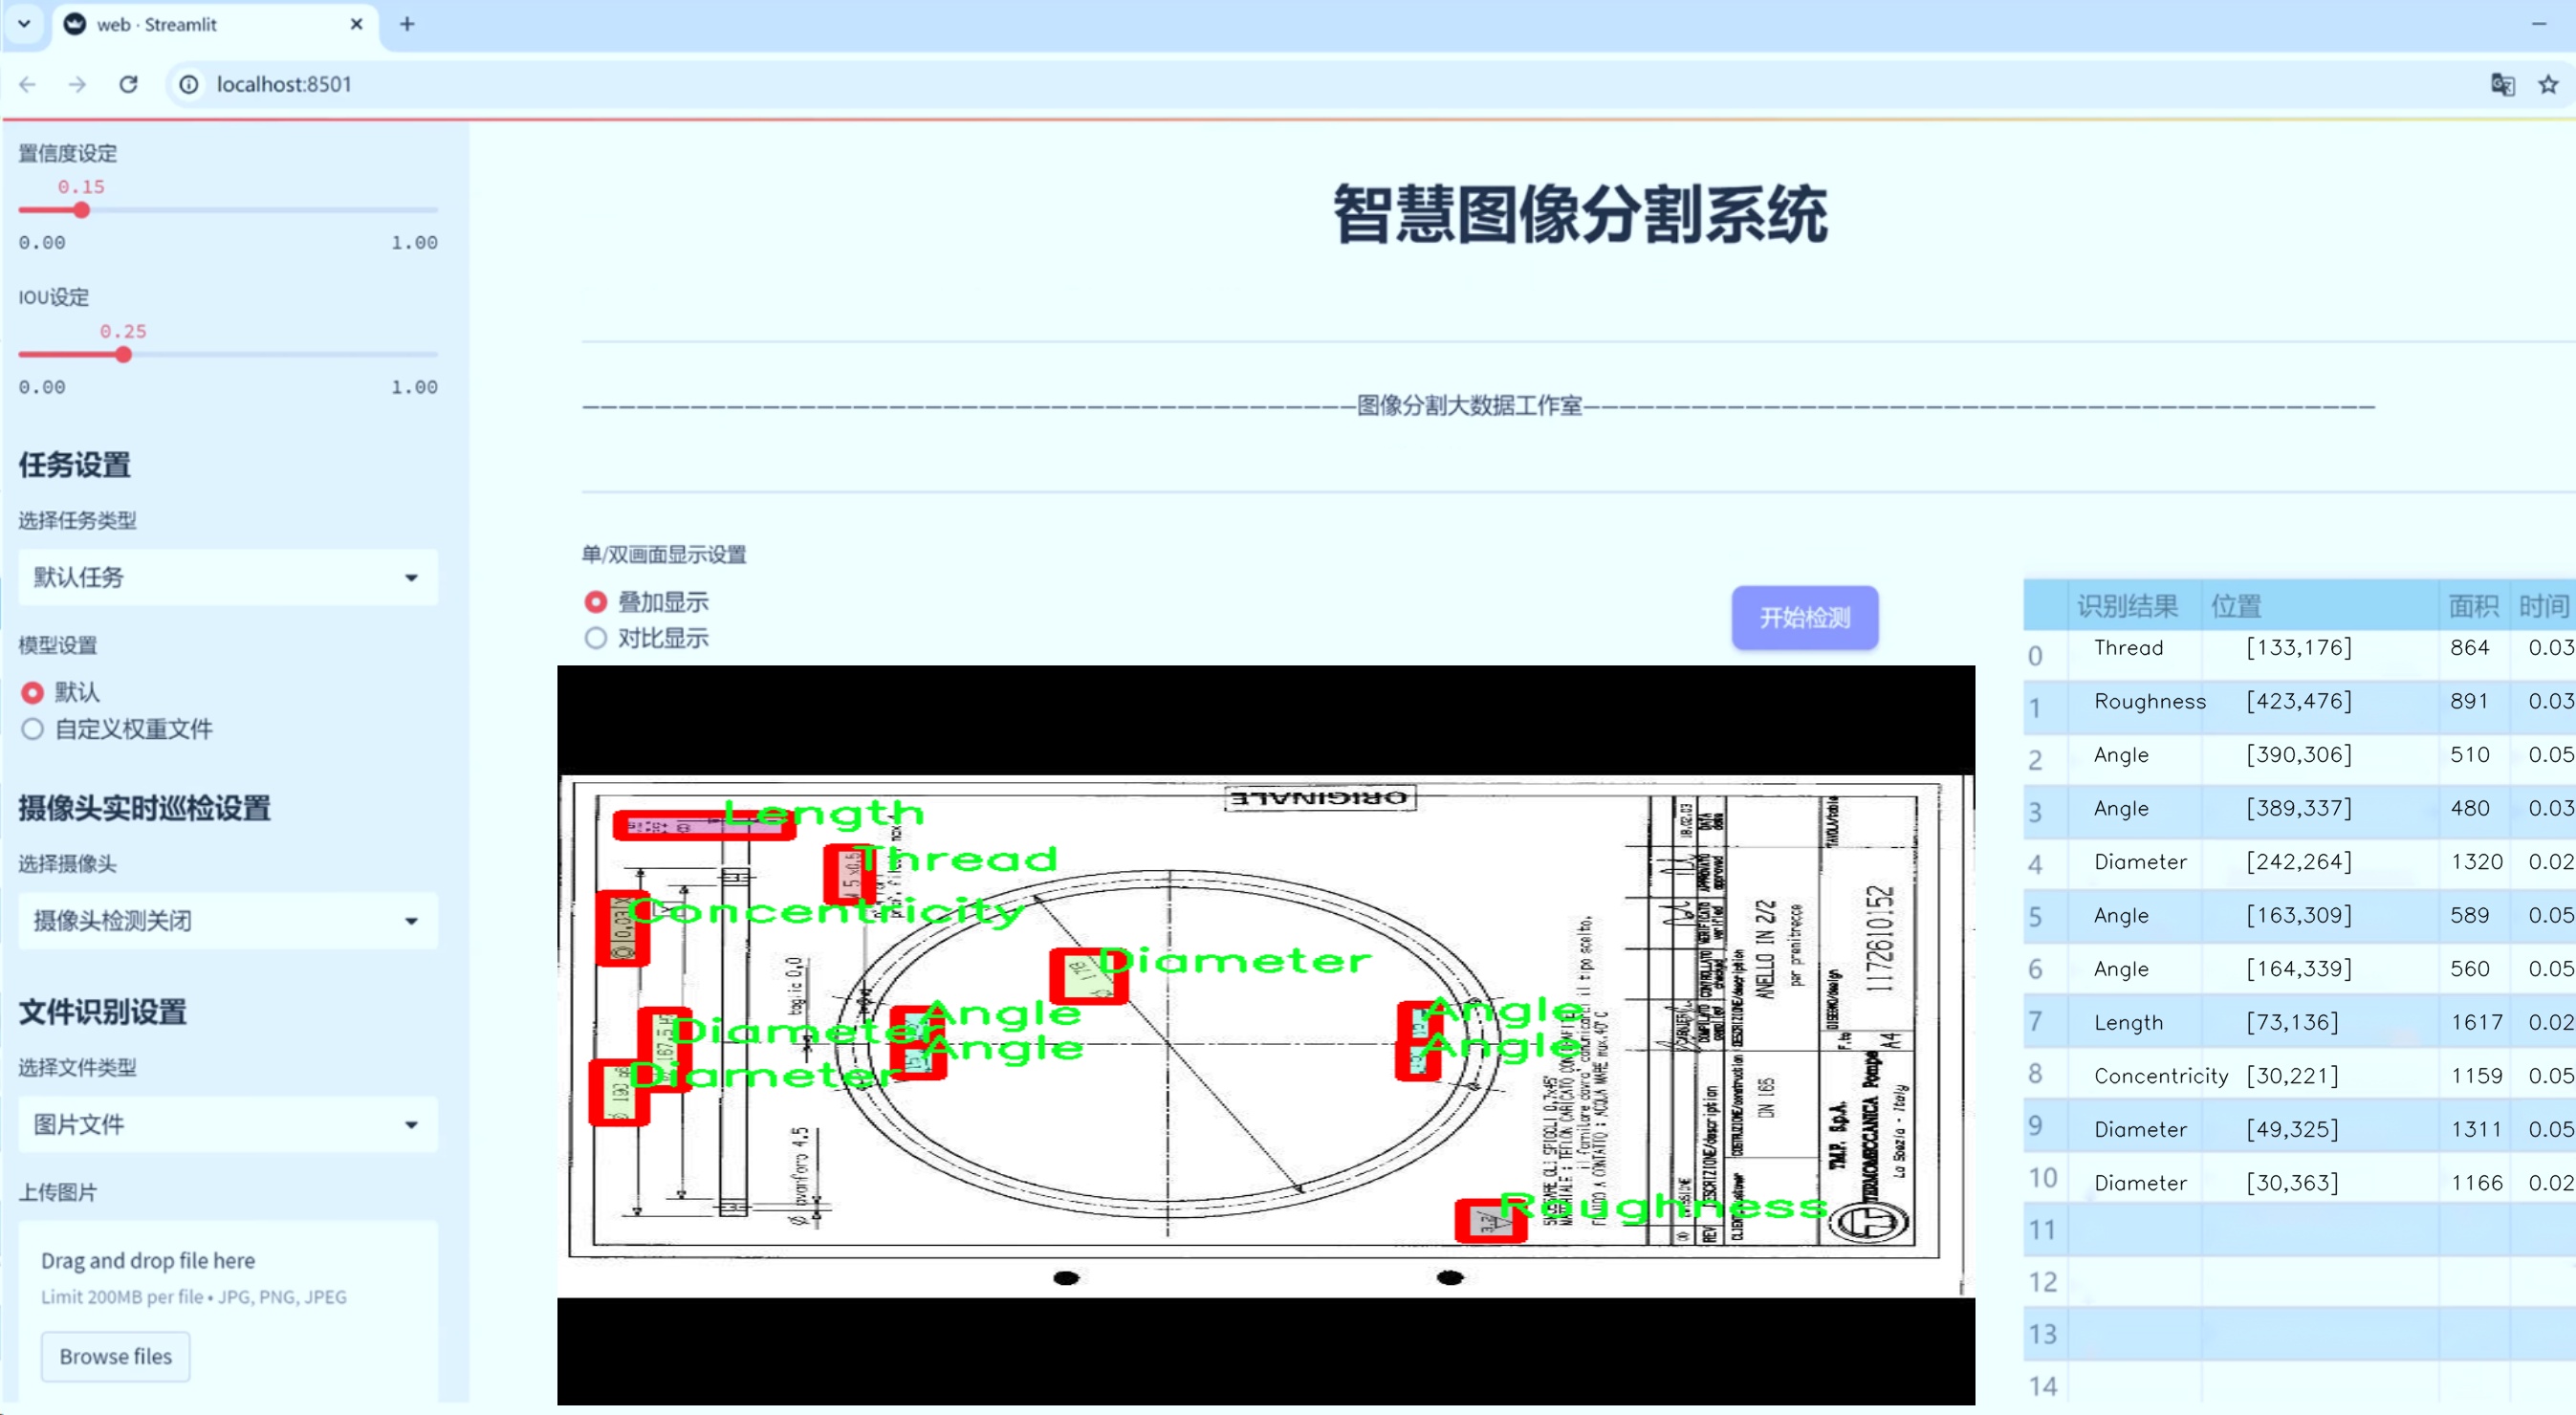 web · Streamlit
localhost:8501
置信度设定
0.15
0.00 1.00
IOU设定
0.25
0.00 1.00
任务设置
选择任务类型
默认任务
模型设置
默认
自定义权重文件
摄像头实时巡检设置
选择摄像头
摄像头检测关闭
文件识别设置
选择文件类型
图片文件
上传图片
Drag and drop file here
Limit 200MB per file • JPG, PNG, JPEG
Browse files
智慧图像分割系统
图像分割大数据工作室
单/双画面显示设置
叠加显示
对比显示
开始检测
ORIGINALE
Length
Thread
Concentricity
Diameter
Angle
Angle
Diameter
Angle
Angle
Diameter
Roughness
taglio 0,0
4,5
18.02.03
DATA
ANELLO IN 2/2
DN 165
1172610152
A4
T.M.P. S.p.A.
TERMOMECCANICA Pompe
La Spezia - Italy
识别结果 位置 面积 时间
0 Thread [133,176] 864 0.03
1 Roughness [423,476] 891 0.03
2 Angle [390,306] 510 0.05
3 Angle [389,337] 480 0.03
4 Diameter [242,264] 1320 0.02
5 Angle [163,309] 589 0.05
6 Angle [164,339] 560 0.05
7 Length [73,136] 1617 0.02
8 Concentricity [30,221] 1159 0.05
9 Diameter [49,325] 1311 0.05
10 Diameter [30,363] 1166 0.02
11
12
13
14